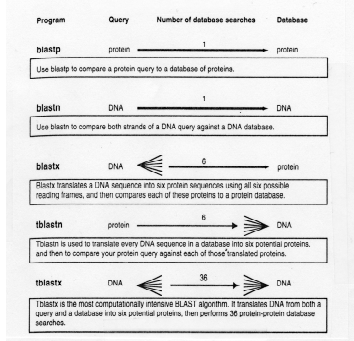 Program Query Number of database searches Database
1
blastp protein protein
Use blastp to compare a protein query to a database of proteins.
1
blastn DNA DNA
Use blastn to compare both strands of a DNA query against a DNA database.
6
blastx DNA protein
Blastx translates a DNA sequence into six protein sequences using all six possible
reading frames, and then compares each of these proteins to a protein database.
6
tblastn protein DNA
Tblastn is used to translate every DNA sequence in a database into six potential proteins,
and then to compare your protein query against each of those translated proteins.
36
tblastx DNA DNA
Tblastx is the most computationally intensive BLAST algorithm. It translates DNA from both a
query and a database into six potential proteins, then performs 36 protein-protein database
searches.